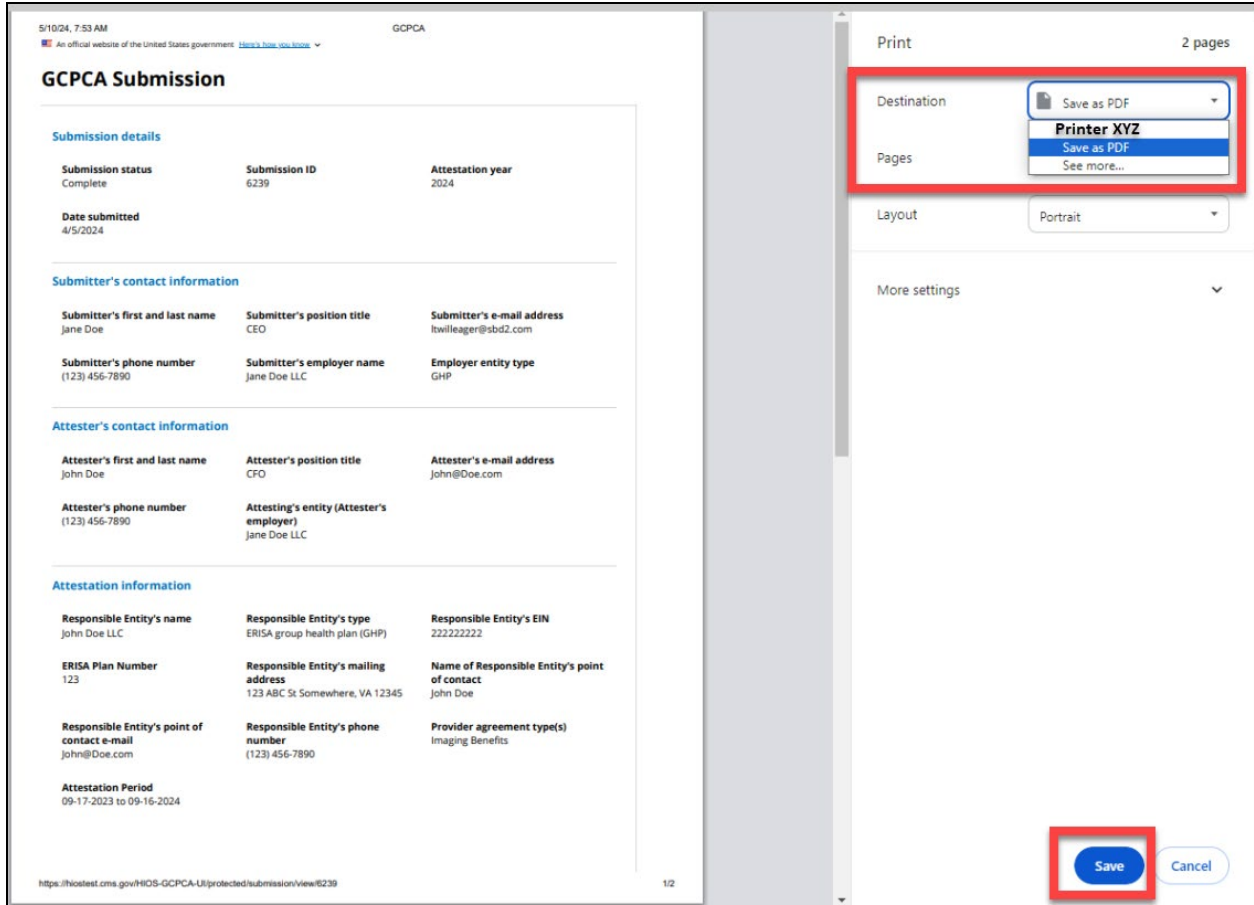 5/10/24, 7:53 AM GCPCA
An official website of the United States government Here's how you know
GCPCA Submission
Submission details
Submission status Submission ID Attestation year
Complete 6239 2024
Date submitted
4/5/2024
Submitter's contact information
Submitter's first and last name Submitter's position title Submitter's e-mail address
Jane Doe CEO ltwilleager@sbd2.com
Submitter's phone number Submitter's employer name Employer entity type
(123) 456-7890 Jane Doe LLC GHP
Attester's contact information
Attester's first and last name Attester's position title Attester's e-mail address
John Doe CFO John@Doe.com
Attester's phone number Attesting's entity (Attester's
(123) 456-7890 employer)
Jane Doe LLC
Attestation information
Responsible Entity's name Responsible Entity's type Responsible Entity's EIN
John Doe LLC ERISA group health plan (GHP) 222222222
ERISA Plan Number Responsible Entity's mailing Name of Responsible Entity's point
123 address of contact
123 ABC St Somewhere, VA 12345 John Doe
Responsible Entity's point of Responsible Entity's phone Provider agreement type(s)
contact e-mail number Imaging Benefits
John@Doe.com (123) 456-7890
Attestation Period
09-17-2023 to 09-16-2024
https://hiostest.cms.gov/HIOS-GCPCA-UI/protected/submission/view/6239 1/2
Print 2 pages
Destination Save as PDF
Printer XYZ
Save as PDF
Pages
See more...
Layout Portrait
More settings
Save Cancel